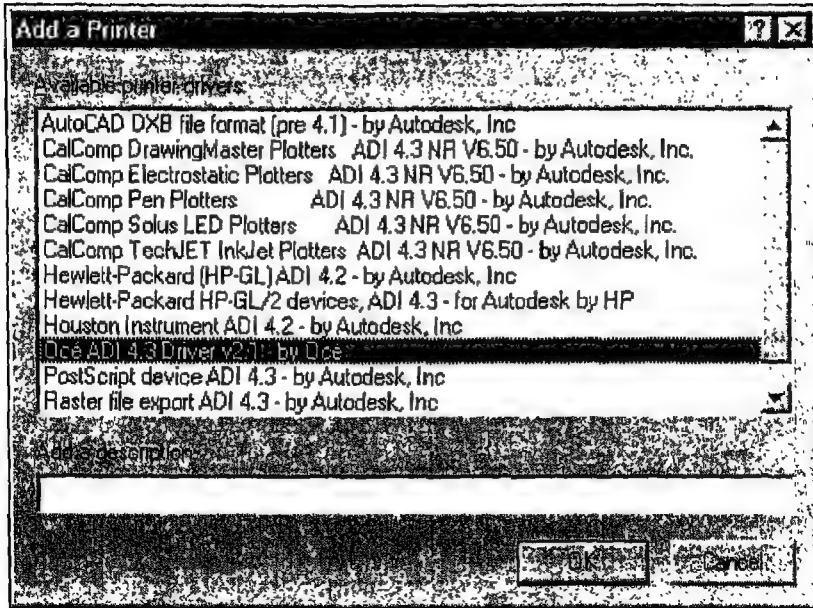 Add a Printer
Available printer drivers:
AutoCAD DXB file format (pre 4.1) - by Autodesk, Inc
CalComp DrawingMaster Plotters ADI 4.3 NR V6.50 - by Autodesk, Inc.
CalComp Electrostatic Plotters ADI 4.3 NR V6.50 - by Autodesk, Inc.
CalComp Pen Plotters ADI 4.3 NR V6.50 - by Autodesk, Inc.
CalComp Solus LED Plotters ADI 4.3 NR V6.50 - by Autodesk, Inc.
CalComp TechJET InkJet Plotters ADI 4.3 NR V6.50 - by Autodesk, Inc.
Hewlett-Packard (HP-GL) ADI 4.2 - by Autodesk, Inc
Hewlett-Packard HP-GL/2 devices, ADI 4.3 - for Autodesk by HP
Houston Instrument ADI 4.2 - by Autodesk, Inc
Océ ADI 4.3 Driver v2.1 - by Océ
PostScript device ADI 4.3 - by Autodesk, Inc
Raster file export ADI 4.3 - by Autodesk, Inc
Add a description:
OK Cancel